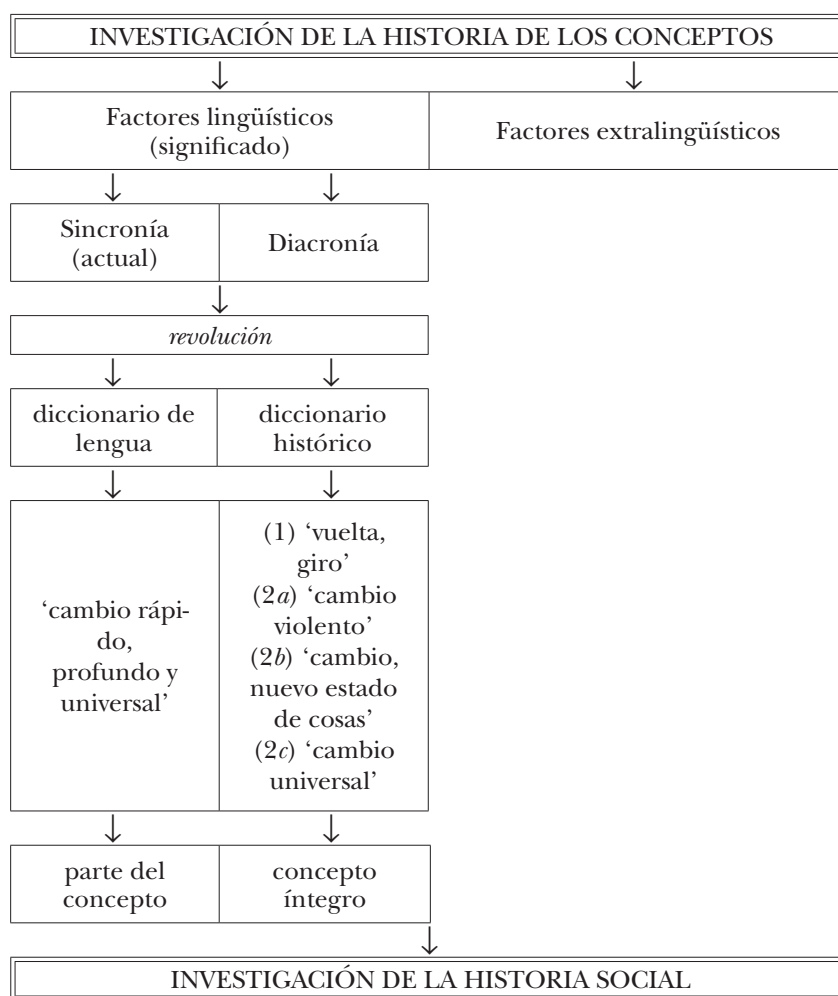 INVESTIGACIÓN DE LA HISTORIA DE LOS CONCEPTOS
Factores lingüísticos
(significado)
Factores extralingüísticos
Sincronía
(actual)
Diacronía
revolución
diccionario de
lengua
diccionario
histórico
‘cambio rápi-
do,
profundo y
universal’
(1) ‘vuelta,
giro’
(2a) ‘cambio
violento’
(2b) ‘cambio,
nuevo estado
de cosas’
(2c) ‘cambio
universal’
parte del
concepto
concepto
íntegro
INVESTIGACIÓN DE LA HISTORIA SOCIAL